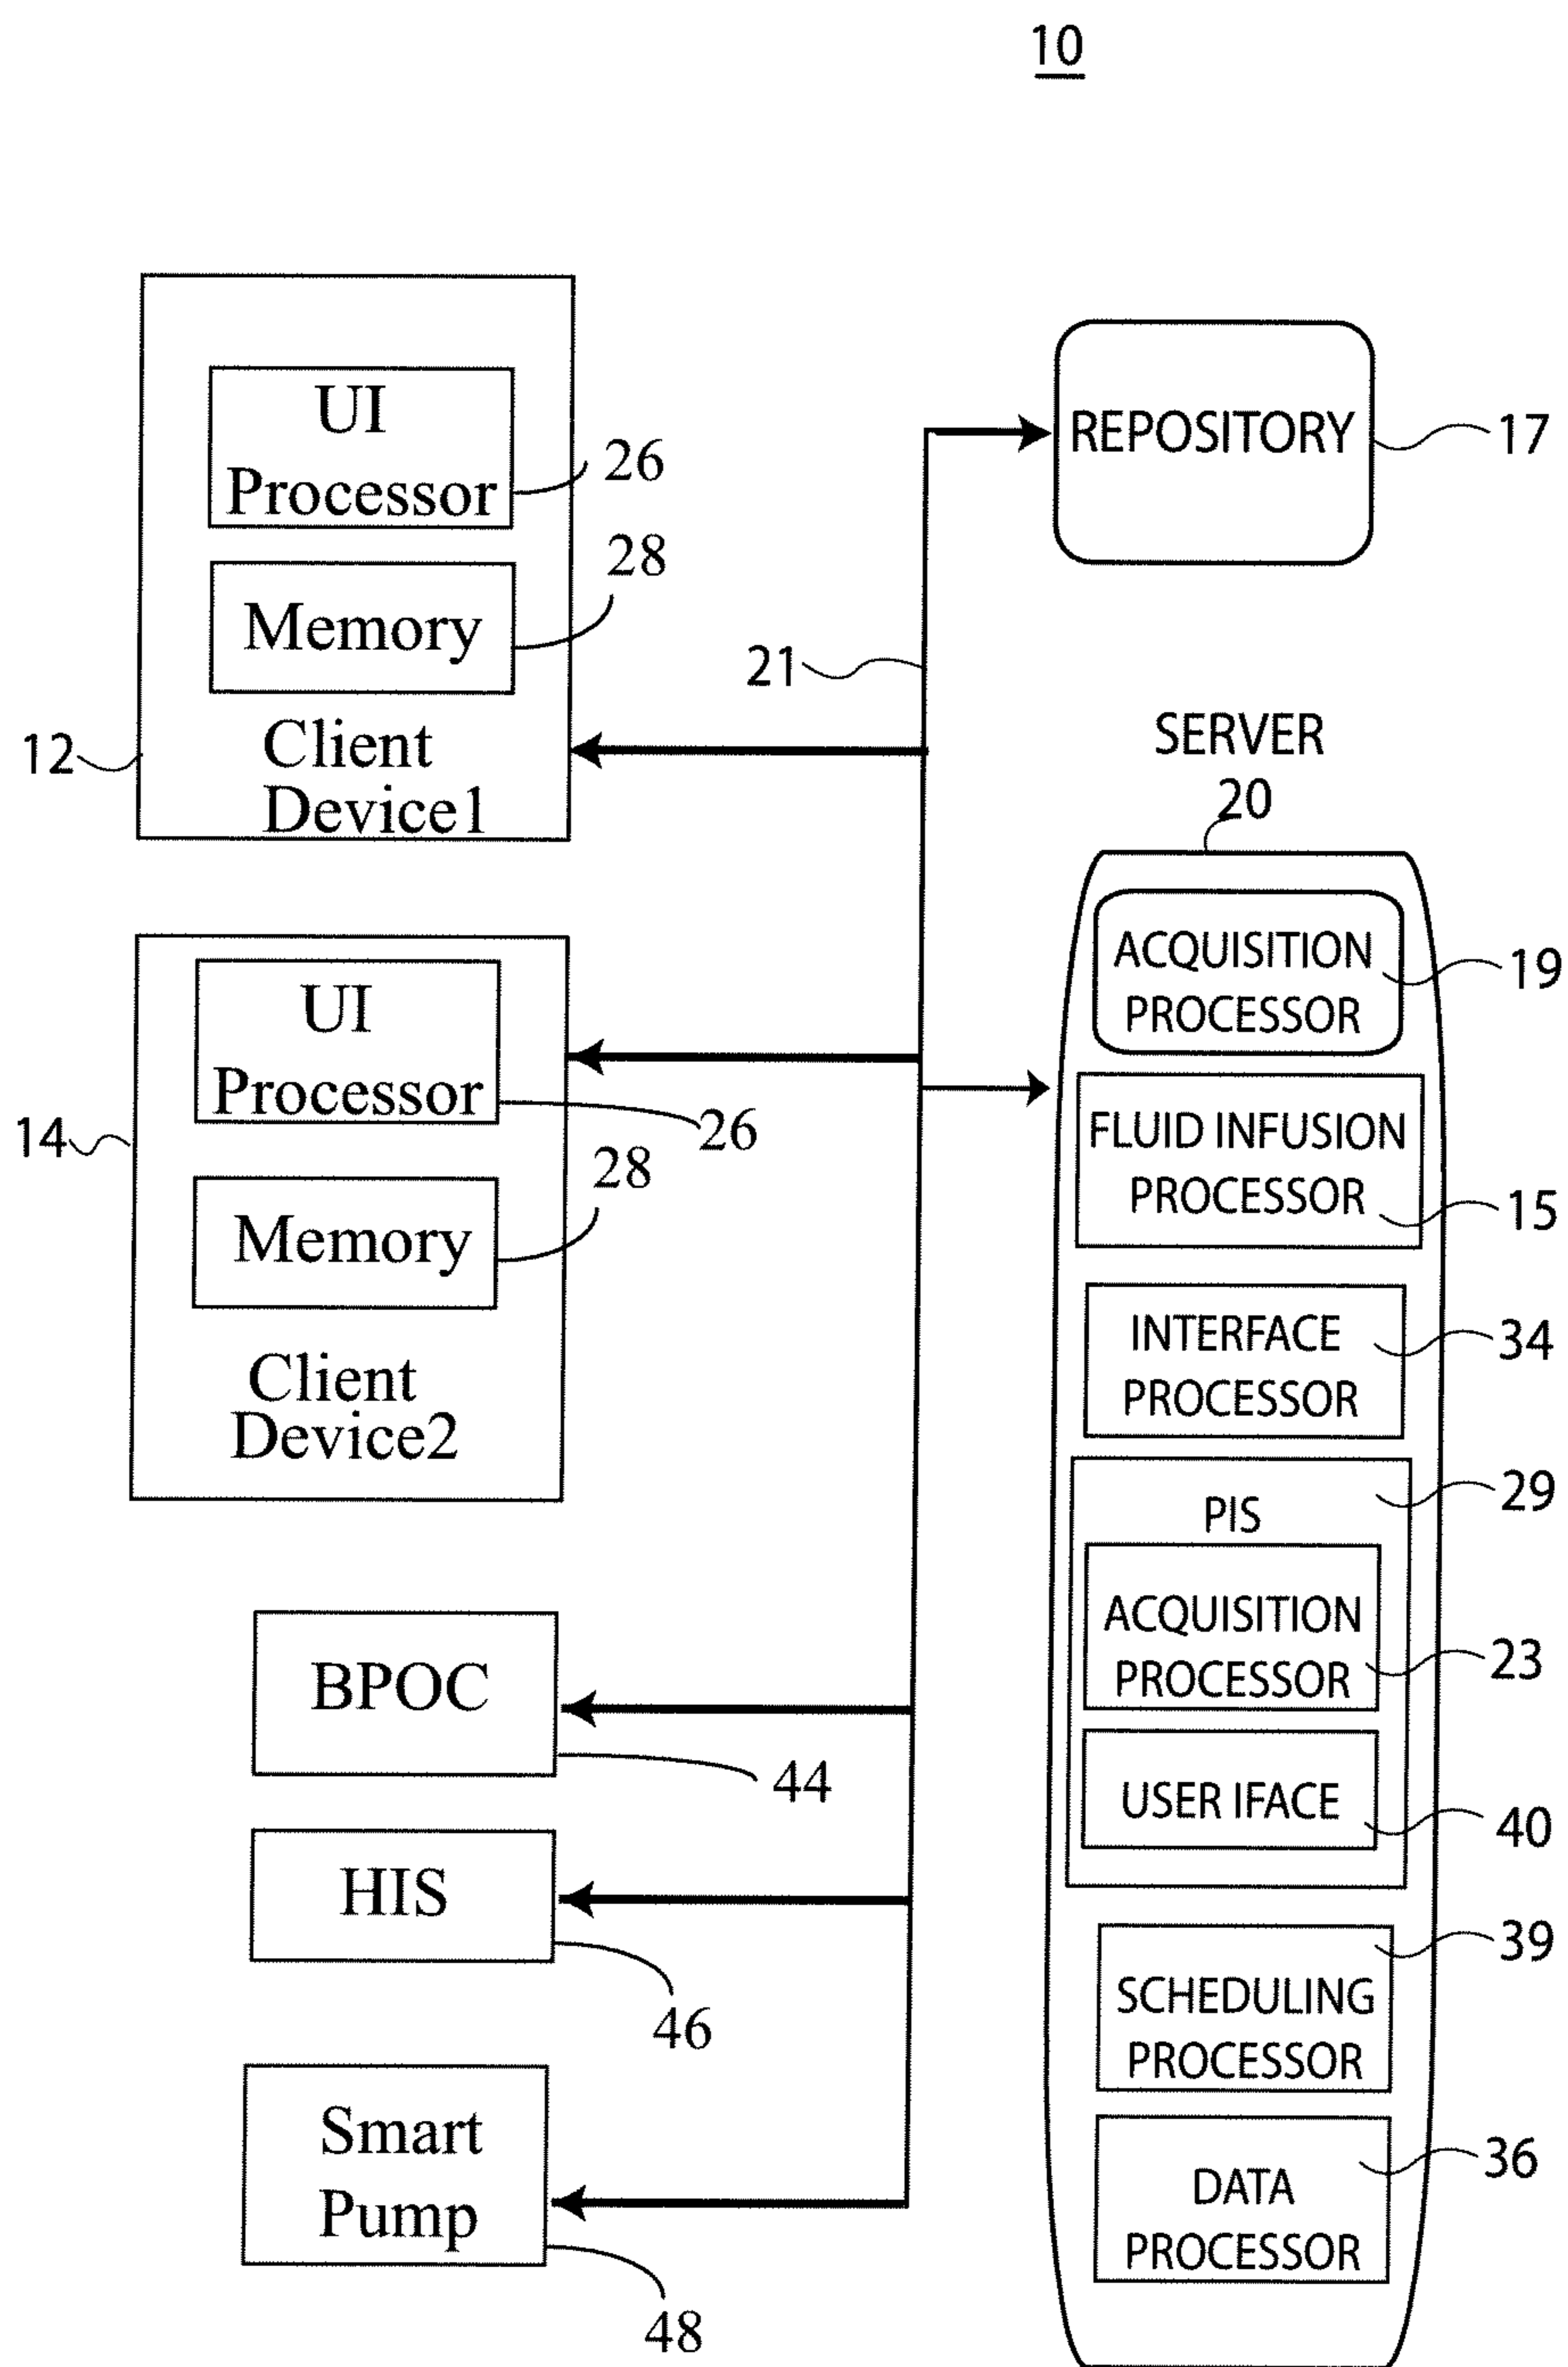 10
UI
Processor
26
Memory
28
Client
Device1
12
REPOSITORY
17
21
SERVER
20
UI
Processor
26
Memory
28
Client
Device2
14
ACQUISITION
PROCESSOR
19
FLUID INFUSION
PROCESSOR
15
INTERFACE
PROCESSOR
34
PIS
29
ACQUISITION
PROCESSOR
23
USER IFACE
40
SCHEDULING
PROCESSOR
39
DATA
PROCESSOR
36
BPOC
44
HIS
46
Smart
Pump
48